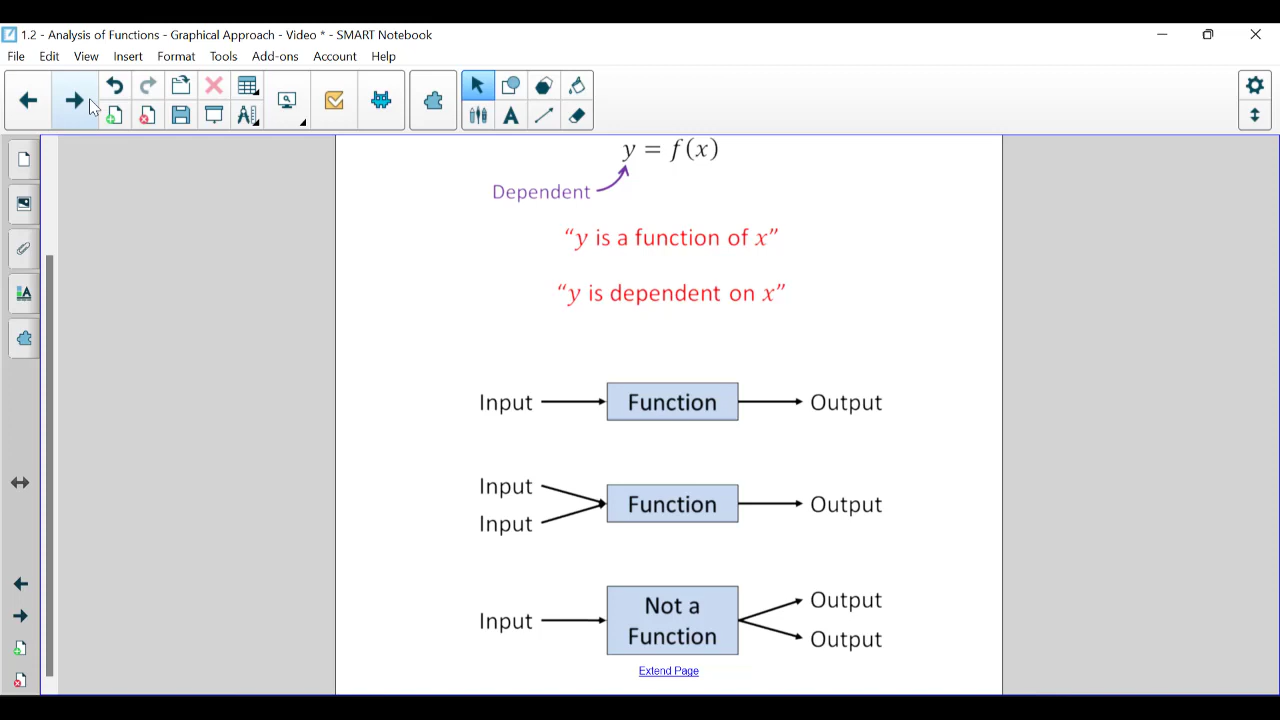 1.2 - Analysis of Functions - Graphical Approach - Video * - SMART Notebook
File Edit View Insert Format Tools Add-ons Account Help
y = f(x)
Dependent
“y is a function of x”
“y is dependent on x”
Input Function Output
Input
Input
Function Output
Input
Not a
Function
Output
Output
Extend Page